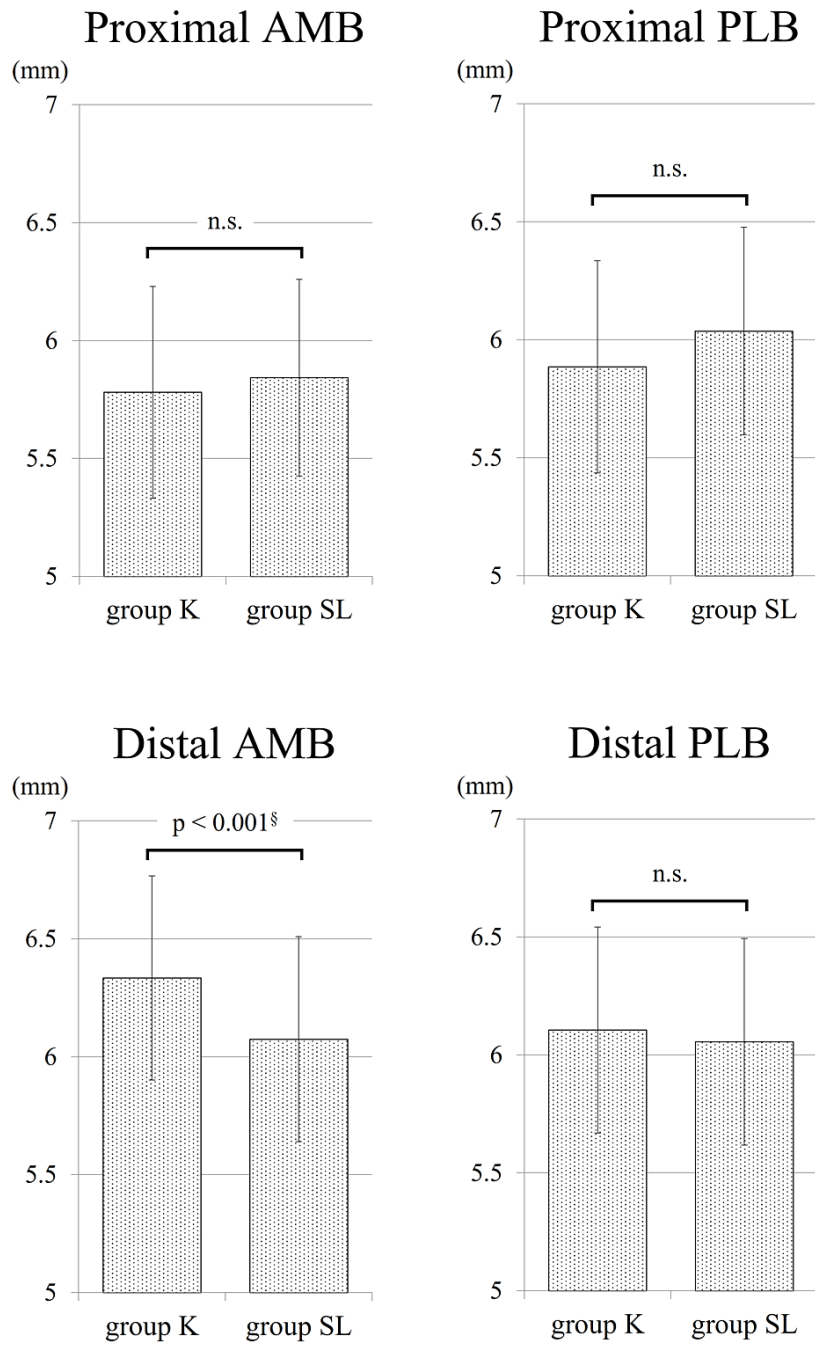 Proximal AMB
(mm)
7
6.5
6
5.5
5
n.s.
group K
group SL
Proximal PLB
(mm)
7
6.5
6
5.5
5
n.s.
group K
group SL
Distal AMB
(mm)
7
6.5
6
5.5
5
p < 0.001§
group K
group SL
Distal PLB
(mm)
7
6.5
6
5.5
5
n.s.
group K
group SL